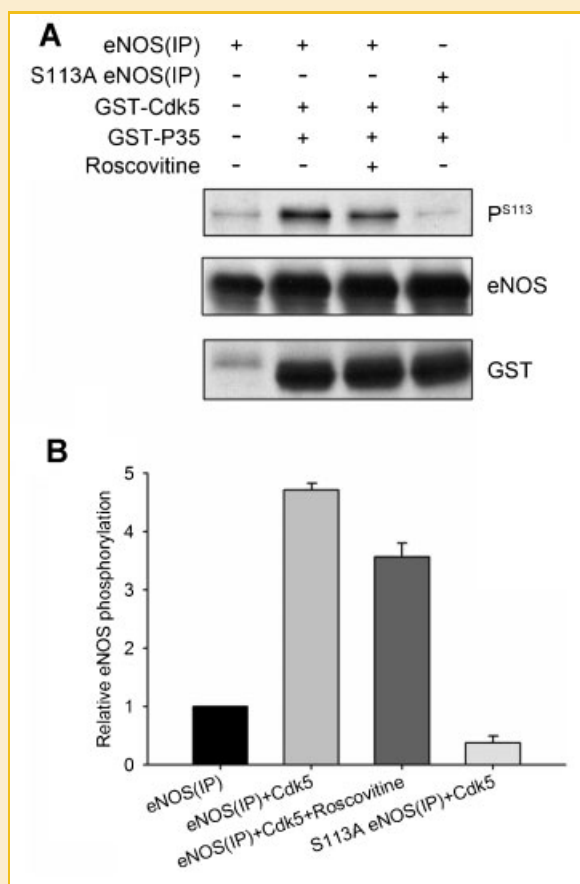 A
eNOS(IP) + + + -
S113A eNOS(IP) - - - +
GST-Cdk5 - + + +
GST-P35 - + + +
Roscovitine - - + -
P^S113
eNOS
GST
B
Relative eNOS phosphorylation
5
4
3
2
1
0
eNOS(IP)
eNOS(IP)+Cdk5
eNOS(IP)+Cdk5+Roscovitine
S113A eNOS(IP)+Cdk5